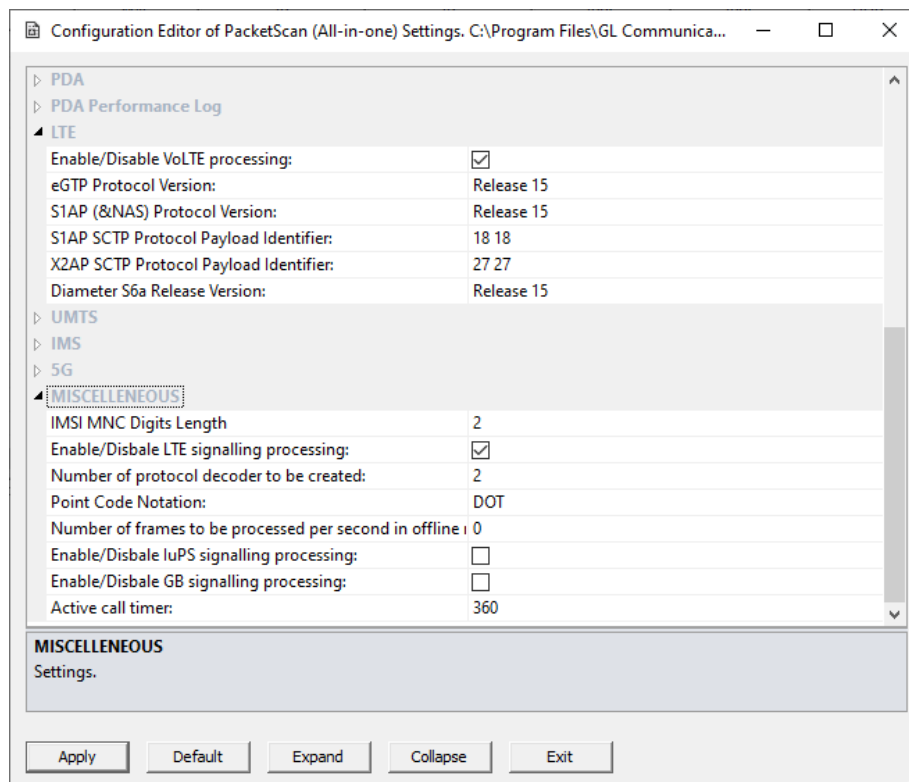 Configuration Editor of PacketScan (All-in-one) Settings. C:\Program Files\GL Communica...
PDA
PDA Performance Log
LTE
Enable/Disable VoLTE processing:
eGTP Protocol Version: Release 15
S1AP (&NAS) Protocol Version: Release 15
S1AP SCTP Protocol Payload Identifier: 18 18
X2AP SCTP Protocol Payload Identifier: 27 27
Diameter S6a Release Version: Release 15
UMTS
IMS
5G
MISCELLENEOUS
IMSI MNC Digits Length 2
Enable/Disbale LTE signalling processing:
Number of protocol decoder to be created: 2
Point Code Notation: DOT
Number of frames to be processed per second in offline 0
Enable/Disbale IuPS signalling processing:
Enable/Disbale GB signalling processing:
Active call timer: 360
MISCELLENEOUS
Settings.
Apply Default Expand Collapse Exit